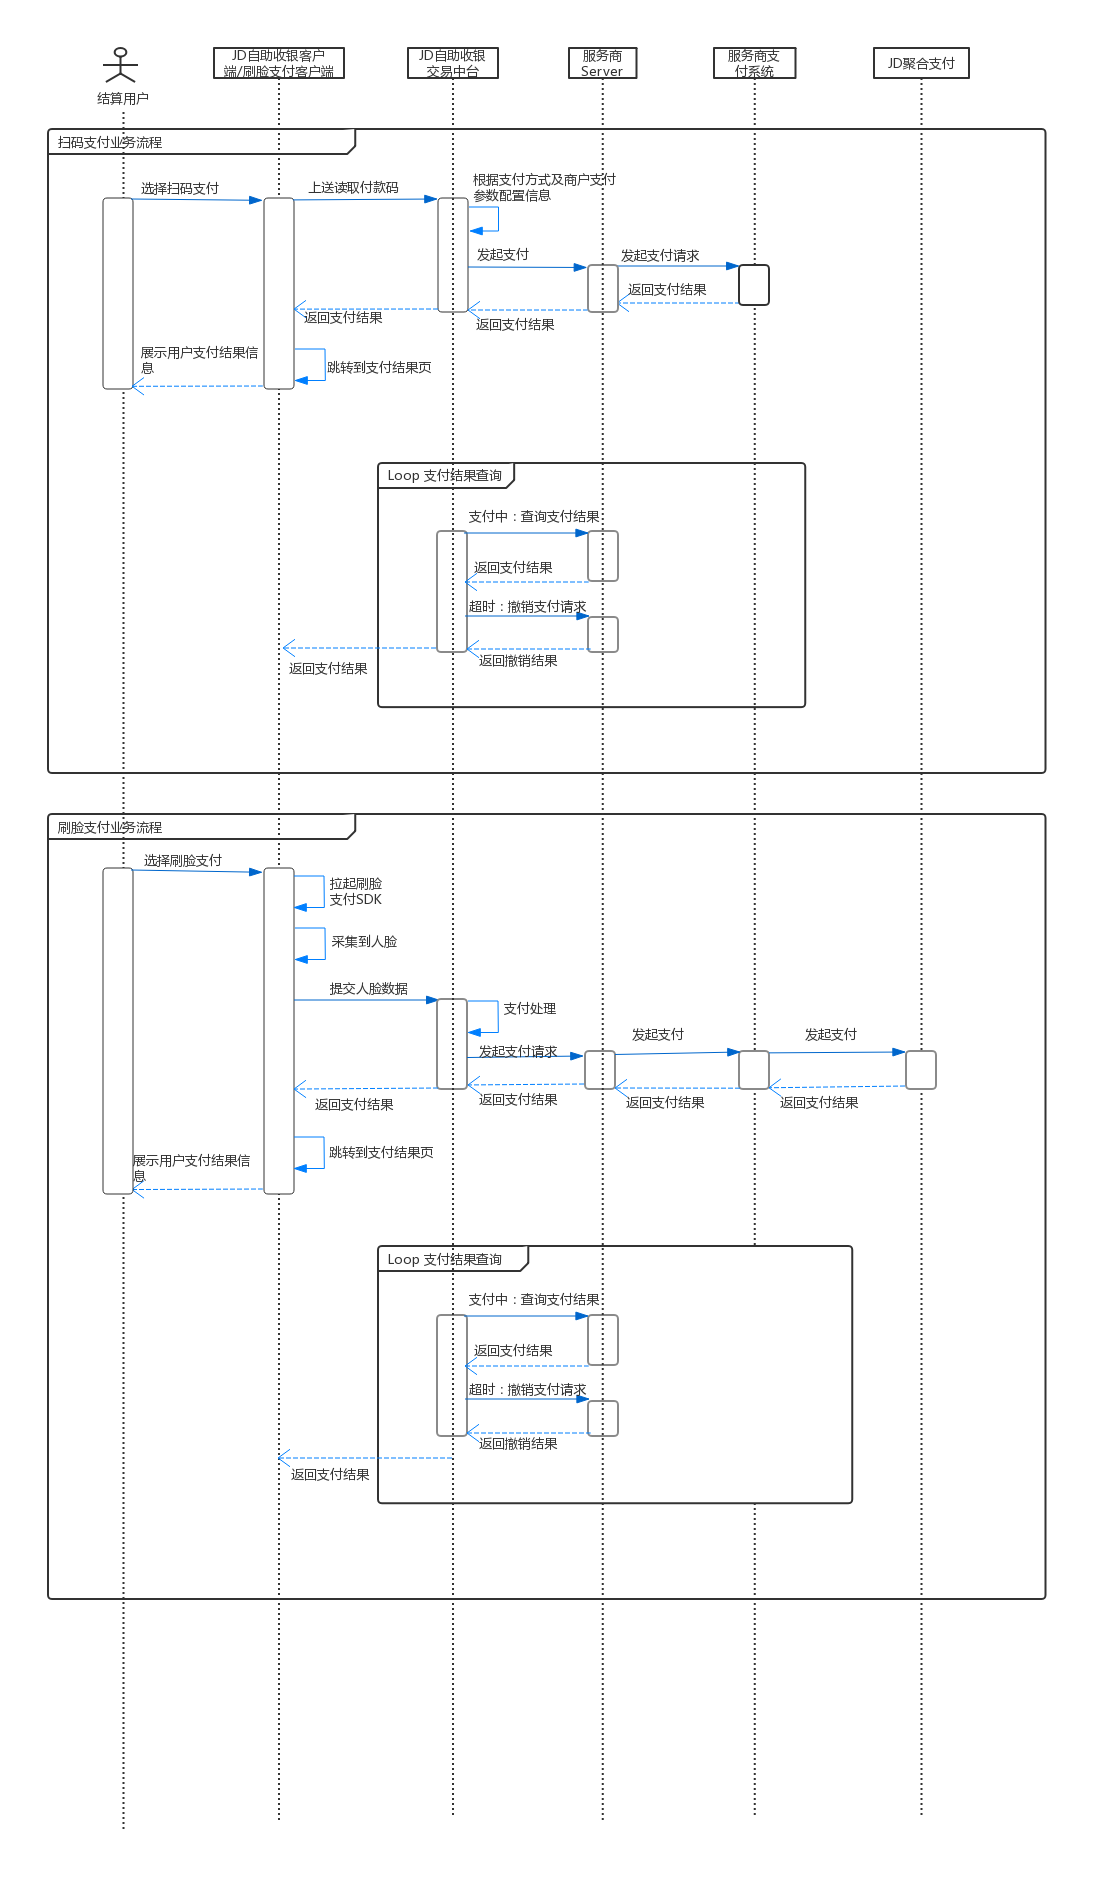 结算用户
JD自助收银客户
端/刷脸支付客户端
JD自助收银
交易中台
服务商
Server
服务商支
付系统
JD聚合支付
扫码支付业务流程
选择扫码支付
上送读取付款码
根据支付方式及商户支付
参数配置信息
发起支付
发起支付请求
返回支付结果
返回支付结果
返回支付结果
展示用户支付结果信
息
跳转到支付结果页
Loop 支付结果查询
支付中：查询支付结果
返回支付结果
超时：撤销支付请求
返回撤销结果
返回支付结果
刷脸支付业务流程
选择刷脸支付
拉起刷脸
支付SDK
采集到人脸
提交人脸数据
支付处理
发起支付请求
发起支付
发起支付
返回支付结果
返回支付结果
返回支付结果
返回支付结果
跳转到支付结果页
展示用户支付结果信
息
Loop 支付结果查询
支付中：查询支付结果
返回支付结果
超时：撤销支付请求
返回撤销结果
返回支付结果